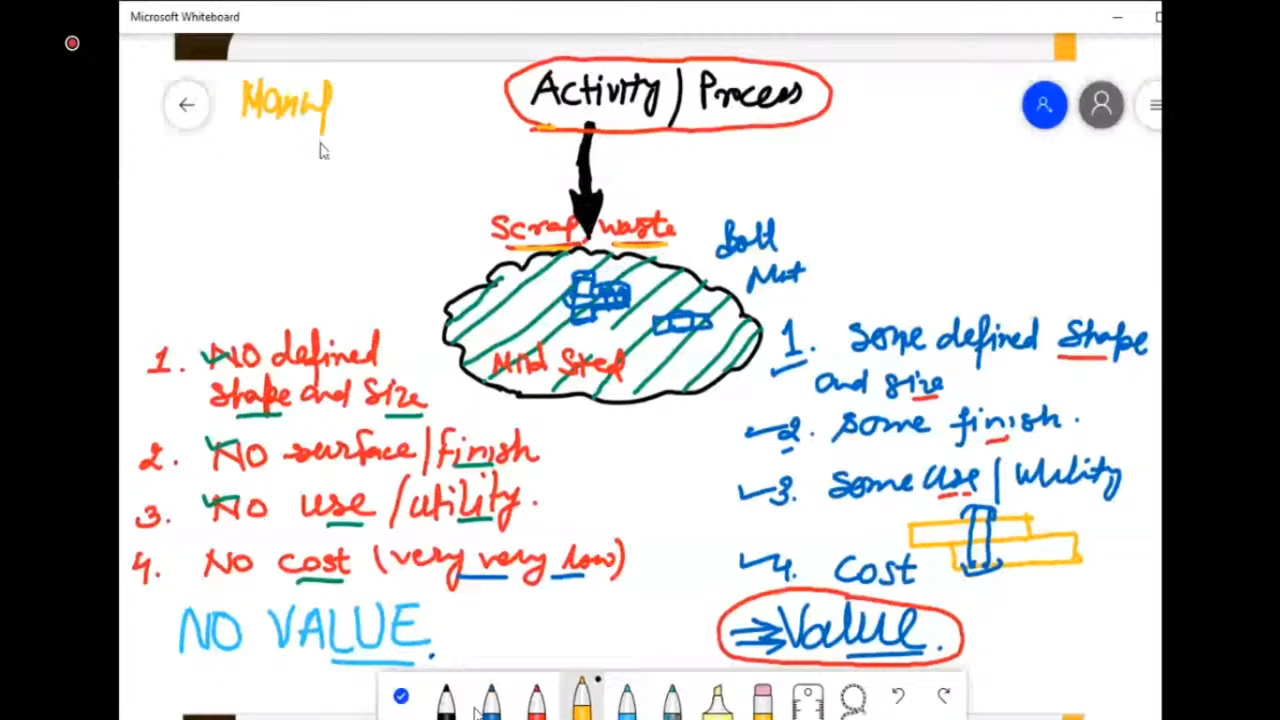 Microsoft Whiteboard
Activity / Process
Scrap, waste
Bolt
Nut
Mild Steel
1. NO defined
shape and size
2. NO surface/finish
3. NO use/utility.
4. NO cost (very very low)
NO VALUE.
1. Some defined Shape
and size
2. Some finish.
3. Some use / utility
4. Cost
⇒ Value.